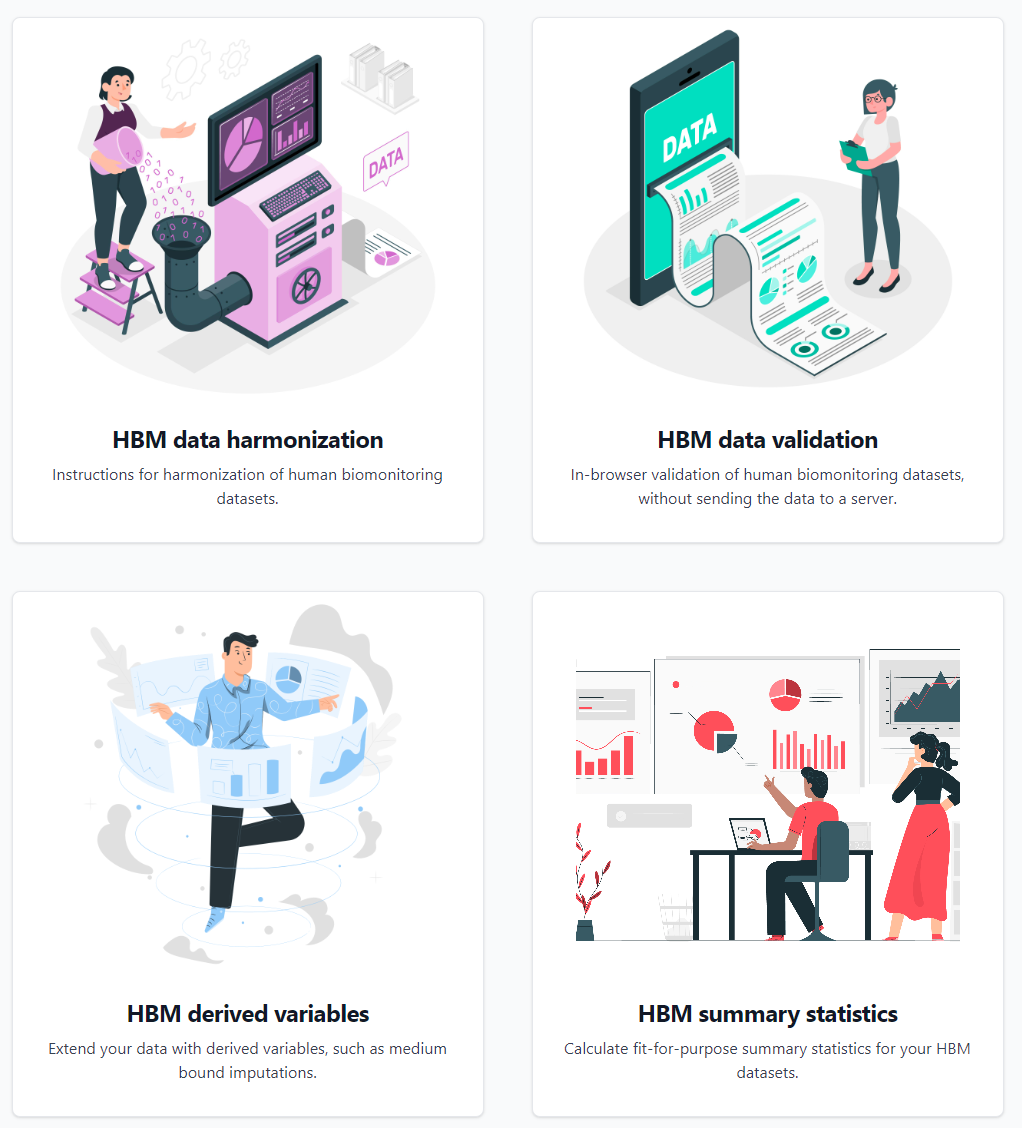 DATA
HBM data harmonization
Instructions for harmonization of human biomonitoring
datasets.
DATA
HBM data validation
In-browser validation of human biomonitoring datasets,
without sending the data to a server.
HBM derived variables
Extend your data with derived variables, such as medium
bound imputations.
HBM summary statistics
Calculate fit-for-purpose summary statistics for your HBM
datasets.